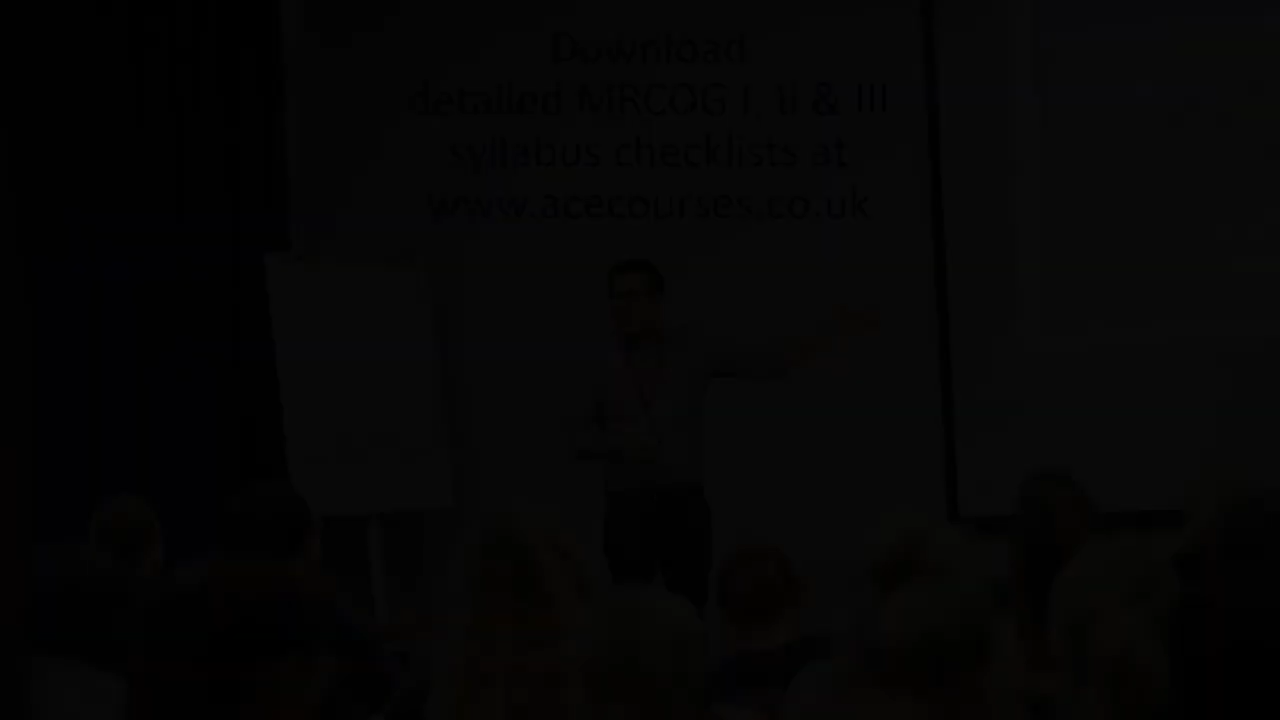 Download
detailed MRCOG I, II & III
syllabus checklists at
www.acecourses.co.uk